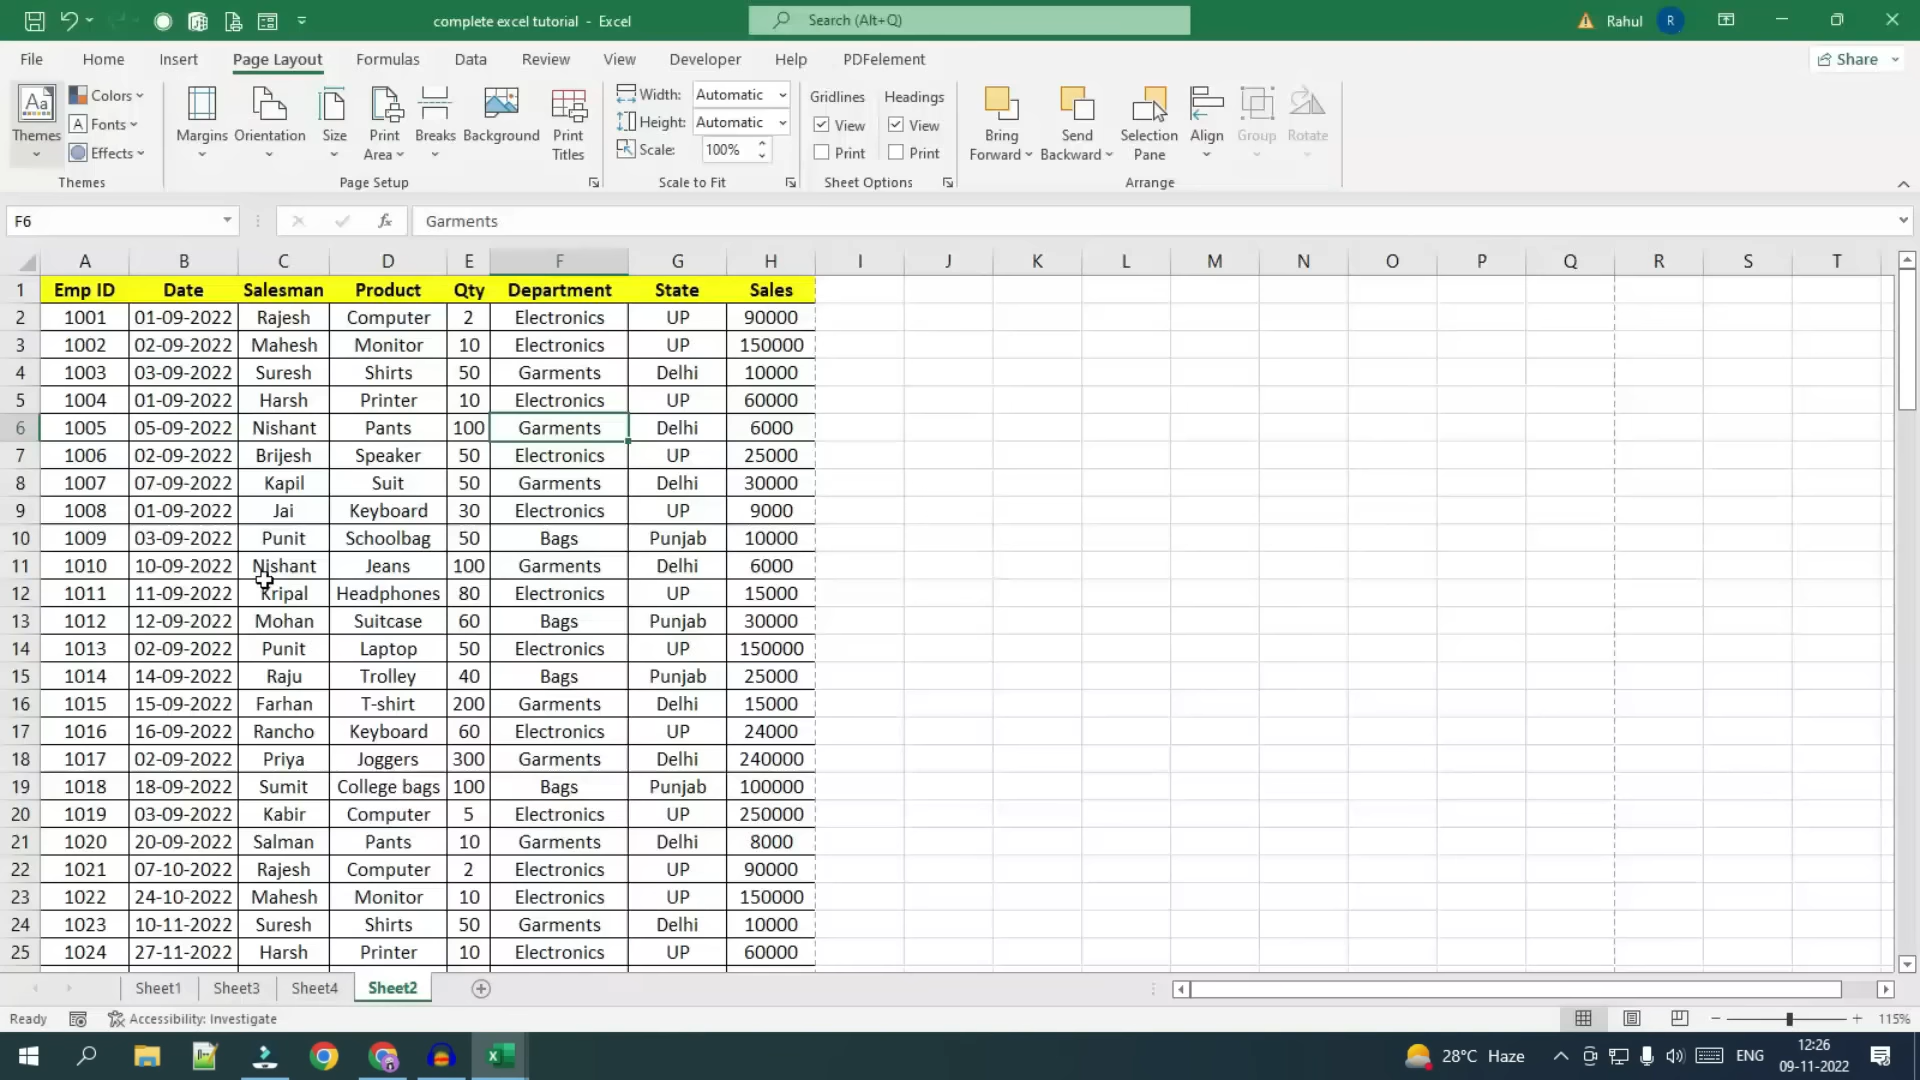 complete excel tutorial - Excel
Search (Alt+Q)
Rahul
R
File Home Insert Page Layout Formulas Data Review View Developer Help PDFelement
Share
Aa
Themes
Colors
A Fonts
Effects
Themes
Margins
Orientation
Size
Print Area
Breaks
Background
Print Titles
Page Setup
Width: Automatic
Height: Automatic
Scale: 100%
Scale to Fit
Gridlines Headings
View View
Print Print
Sheet Options
Bring Forward
Send Backward
Selection Pane
Align
Group
Rotate
Arrange
F6 fx Garments
A B C D E F G H I J K L M N O P Q R S T
1 Emp ID Date Salesman Product Qty Department State Sales
2 1001 01-09-2022 Rajesh Computer 2 Electronics UP 90000
3 1002 02-09-2022 Mahesh Monitor 10 Electronics UP 150000
4 1003 03-09-2022 Suresh Shirts 50 Garments Delhi 10000
5 1004 01-09-2022 Harsh Printer 10 Electronics UP 60000
6 1005 05-09-2022 Nishant Pants 100 Garments Delhi 6000
7 1006 02-09-2022 Brijesh Speaker 50 Electronics UP 25000
8 1007 07-09-2022 Kapil Suit 50 Garments Delhi 30000
9 1008 01-09-2022 Jai Keyboard 30 Electronics UP 9000
10 1009 03-09-2022 Punit Schoolbag 50 Bags Punjab 10000
11 1010 10-09-2022 Nishant Jeans 100 Garments Delhi 6000
12 1011 11-09-2022 Kripal Headphones 80 Electronics UP 15000
13 1012 12-09-2022 Mohan Suitcase 60 Bags Punjab 30000
14 1013 02-09-2022 Punit Laptop 50 Electronics UP 150000
15 1014 14-09-2022 Raju Trolley 40 Bags Punjab 25000
16 1015 15-09-2022 Farhan T-shirt 200 Garments Delhi 15000
17 1016 16-09-2022 Rancho Keyboard 60 Electronics UP 24000
18 1017 02-09-2022 Priya Joggers 300 Garments Delhi 240000
19 1018 18-09-2022 Sumit College bags 100 Bags Punjab 100000
20 1019 03-09-2022 Kabir Computer 5 Electronics UP 250000
21 1020 20-09-2022 Salman Pants 10 Garments Delhi 8000
22 1021 07-10-2022 Rajesh Computer 2 Electronics UP 90000
23 1022 24-10-2022 Mahesh Monitor 10 Electronics UP 150000
24 1023 10-11-2022 Suresh Shirts 50 Garments Delhi 10000
25 1024 27-11-2022 Harsh Printer 10 Electronics UP 60000
Sheet1 Sheet3 Sheet4 Sheet2
Ready Accessibility: Investigate 115%
28°C Haze ENG 12:26
09-11-2022